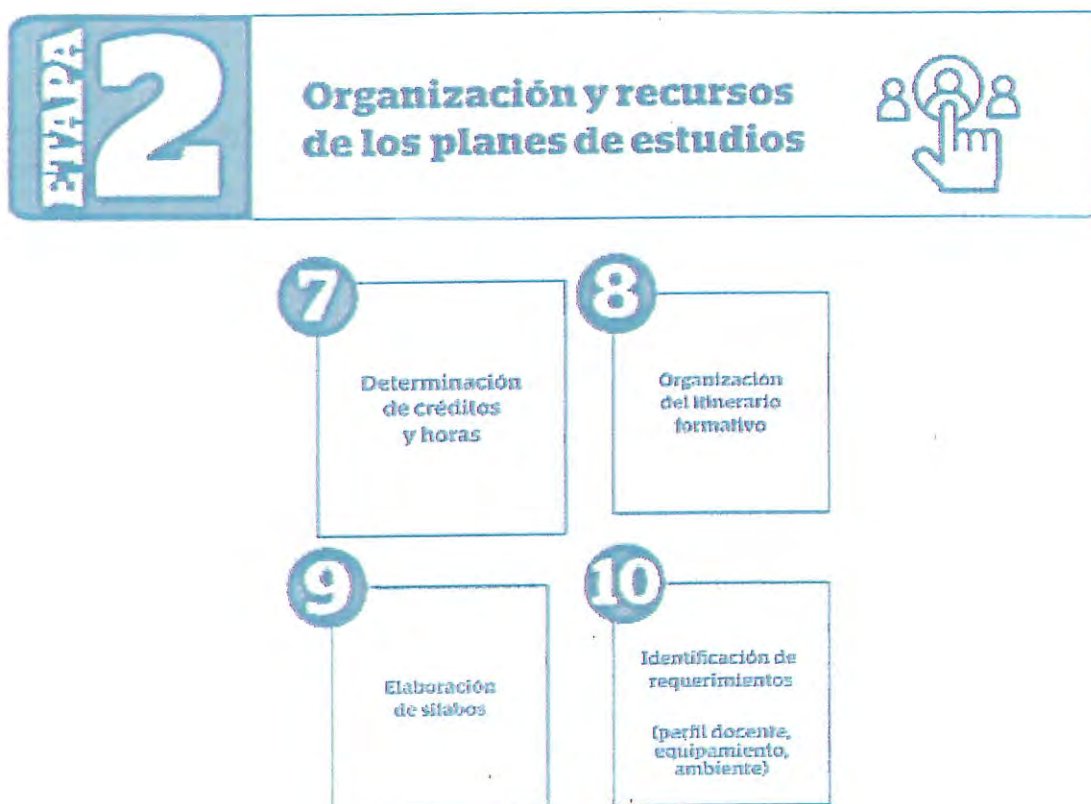 ETAPA
2
Organización y recursos
de los planes de estudios
7
Determinación
de créditos
y horas
8
Organización
del itinerario
formativo
9
Elaboración
de sílabos
10
Identificación de
requerimientos
(perfil docente,
equipamiento,
ambiente)